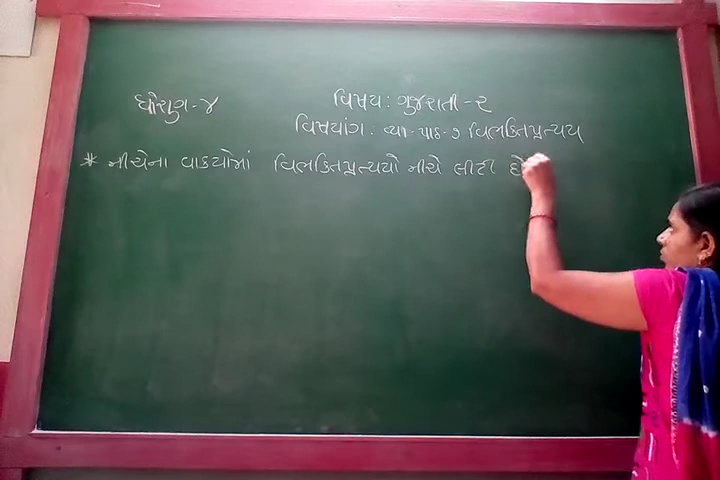 ધોરણ-૪
વિષય: ગુજરાતી-૨
વિષયાંગ: વ્યા-પાઠ-૭ વિભક્તિપ્રત્યય
* નીચેના વાક્યોમાં વિભક્તિપ્રત્યયો નીચે લીટી દો